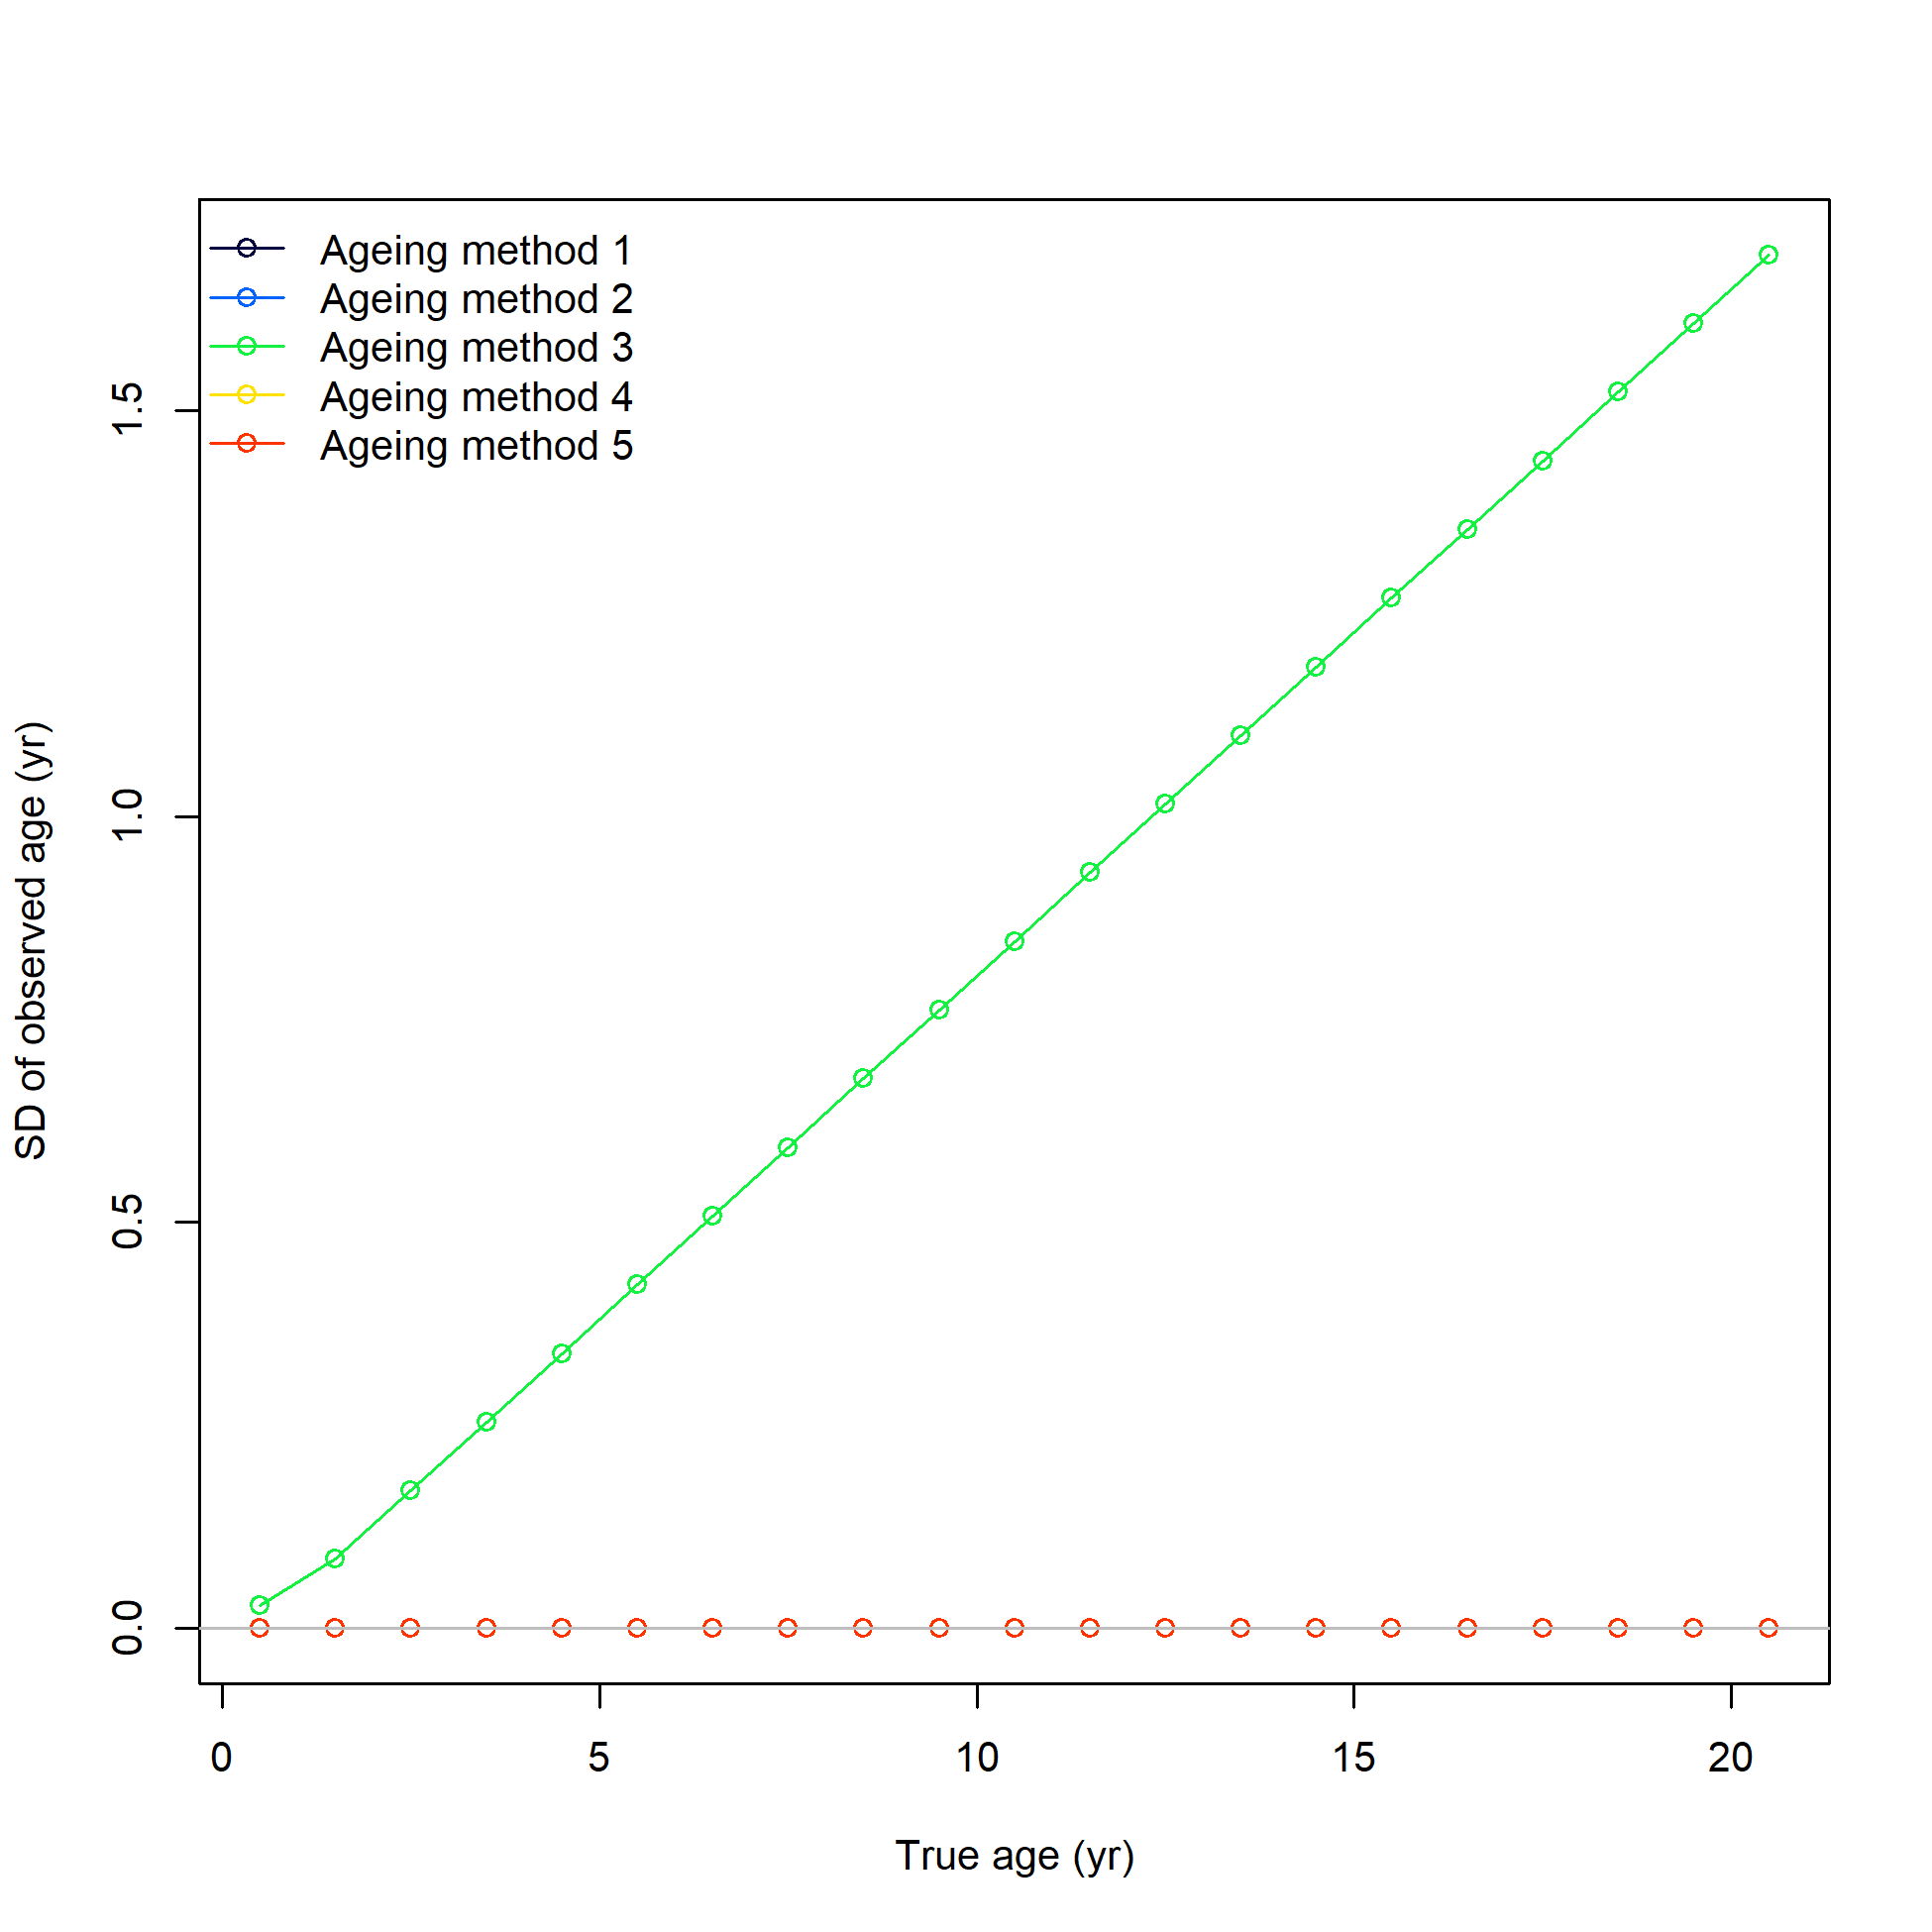 Ageing method 1
Ageing method 2
Ageing method 3
Ageing method 4
Ageing method 5
SD of observed age (yr)
1.5
1.0
0.5
0.0
0 5 10 15 20
True age (yr)